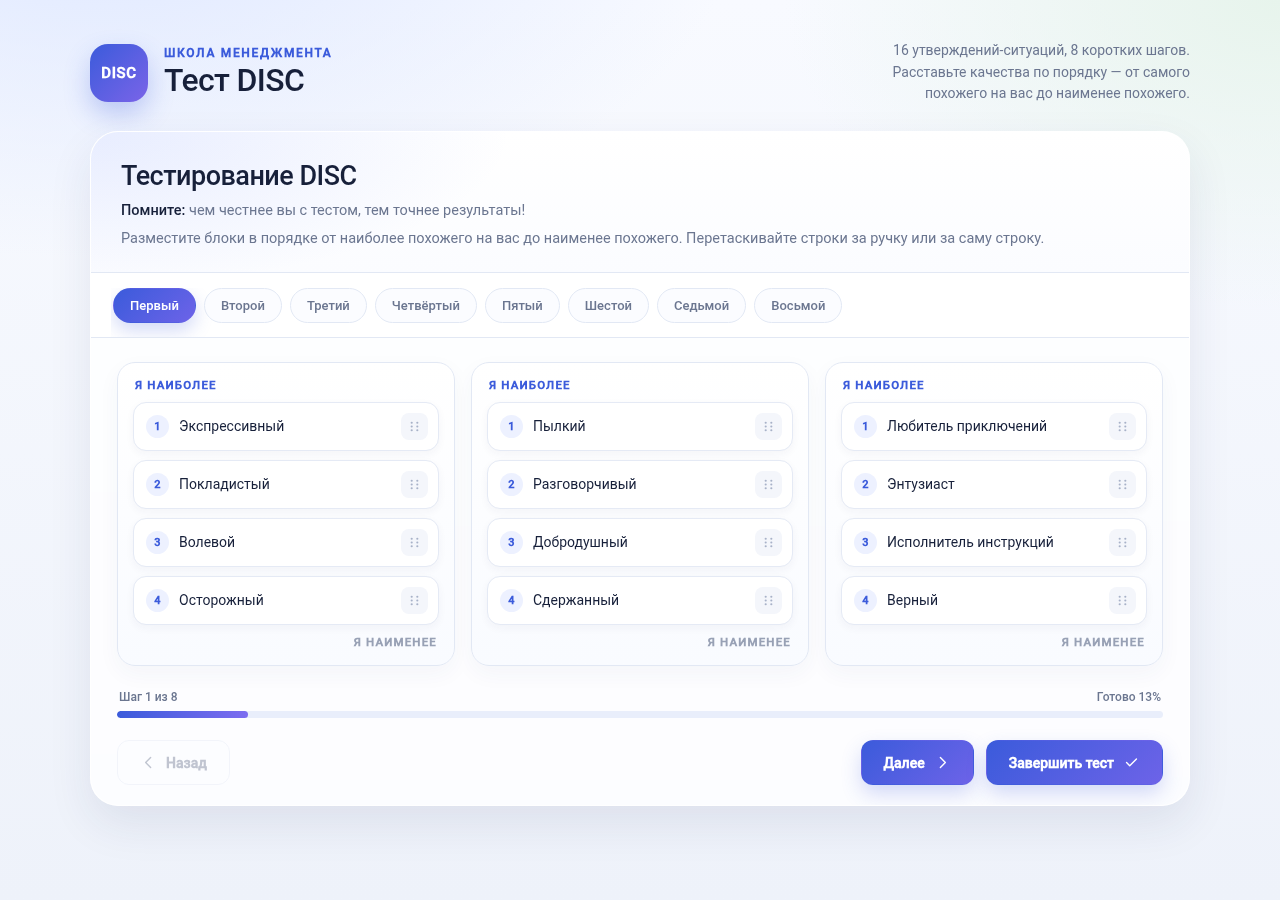 DISC
ШКОЛА МЕНЕДЖМЕНТА
Тест DISC
16 утверждений-ситуаций, 8 коротких шагов.
Расставьте качества по порядку — от самого
похожего на вас до наименее похожего.
Тестирование DISC
Помните: чем честнее вы с тестом, тем точнее результаты!
Разместите блоки в порядке от наиболее похожего на вас до наименее похожего. Перетаскивайте строки за ручку или за саму строку.
Первый
Второй
Третий
Четвёртый
Пятый
Шестой
Седьмой
Восьмой
Я НАИБОЛЕЕ
1 Экспрессивный
2 Покладистый
3 Волевой
4 Осторожный
Я НАИМЕНЕЕ
Я НАИБОЛЕЕ
1 Пылкий
2 Разговорчивый
3 Добродушный
4 Сдержанный
Я НАИМЕНЕЕ
Я НАИБОЛЕЕ
1 Любитель приключений
2 Энтузиаст
3 Исполнитель инструкций
4 Верный
Я НАИМЕНЕЕ
Шаг 1 из 8
Готово 13%
Назад
Далее
Завершить тест